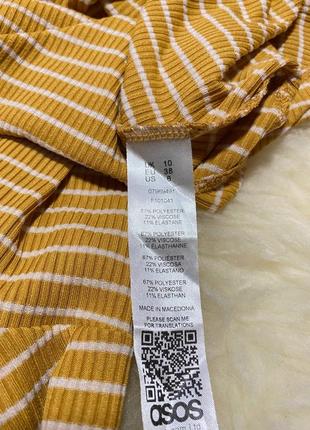 UK 10
EU 38
US 6
F101041
67% POLYESTER
22% VISCOSE
11% ELASTANE
67% POLYESTER
22% VISCOSE
11% ELASTHANNE
67% POLIÉSTER
22% VISCOSA
11% ELASTANO
67% POLYESTER
22% VISKOSE
11% ELASTHAN
MADE IN MACEDONIA
PLEASE SCAN ME
FOR TRANSLATIONS
asos